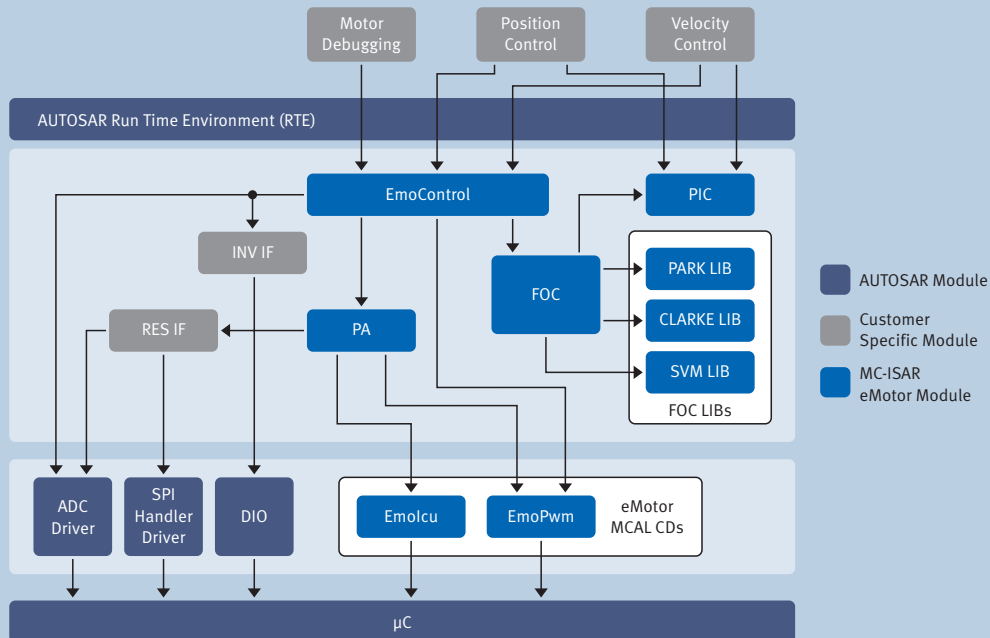 Motor
Debugging
Position
Control
Velocity
Control
AUTOSAR Run Time Environment (RTE)
EmoControl
PIC
INV IF
FOC
PARK LIB
CLARKE LIB
SVM LIB
FOC LIBs
RES IF
PA
AUTOSAR Module
Customer
Specific Module
MC-ISAR
eMotor Module
ADC
Driver
SPI
Handler
Driver
DIO
EmoIcu
EmoPwm
eMotor
MCAL CDs
µC